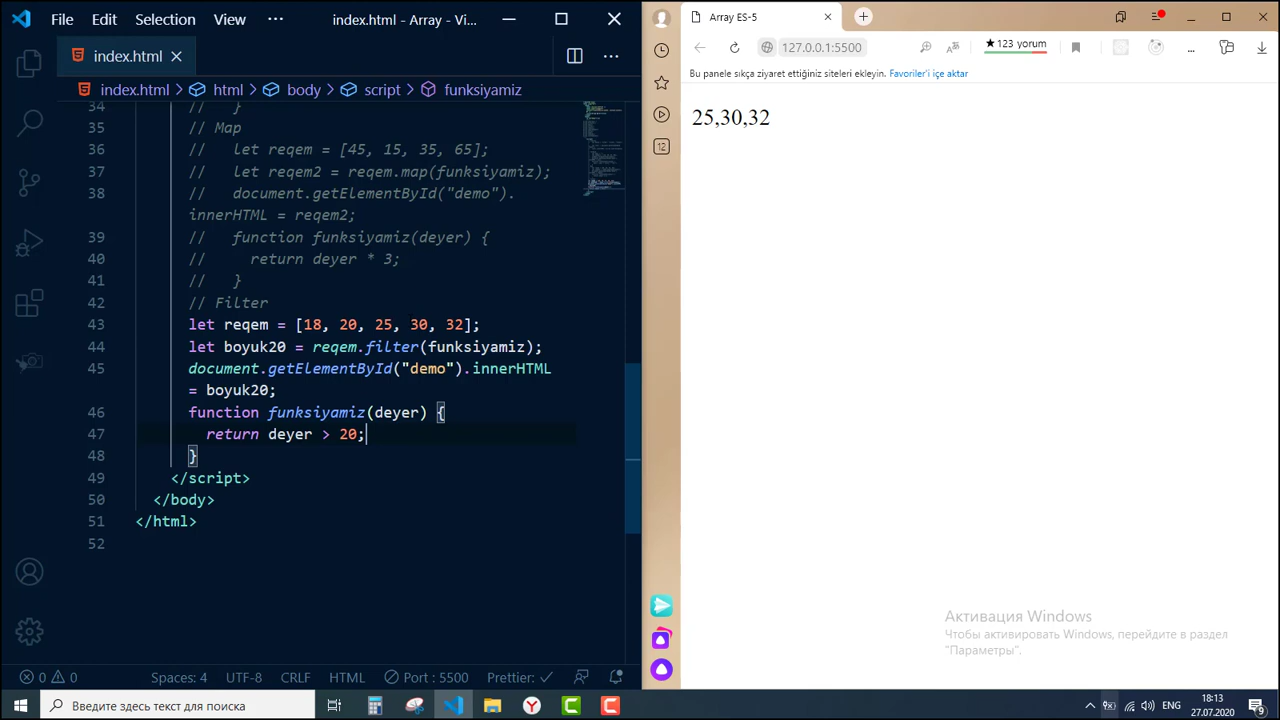 File Edit Selection View ··· index.html - Array - Vi...
index.html
index.html > html > body > script > funksiyamiz
34 // }
35 // Map
36 // let reqem = [45, 15, 35, 65];
37 // let reqem2 = reqem.map(funksiyamiz);
38 // document.getElementById("demo").
innerHTML = reqem2;
39 // function funksiyamiz(deyer) {
40 // return deyer * 3;
41 // }
42 // Filter
43 let reqem = [18, 20, 25, 30, 32];
44 let boyuk20 = reqem.filter(funksiyamiz);
45 document.getElementById("demo").innerHTML
= boyuk20;
46 function funksiyamiz(deyer) {
47 return deyer > 20;
48 }
49 </script>
50 </body>
51 </html>
52
0 0 Spaces: 4 UTF-8 CRLF HTML Port : 5500 Prettier: ✓
Array ES-5
127.0.0.1:5500 ★123 yorum ...
Bu panele sıkça ziyaret ettiğiniz siteleri ekleyin. Favoriler'i içe aktar
12
25,30,32
Активация Windows
Чтобы активировать Windows, перейдите в раздел
"Параметры".
Введите здесь текст для поиска
ENG
18:13
27.07.2020
9